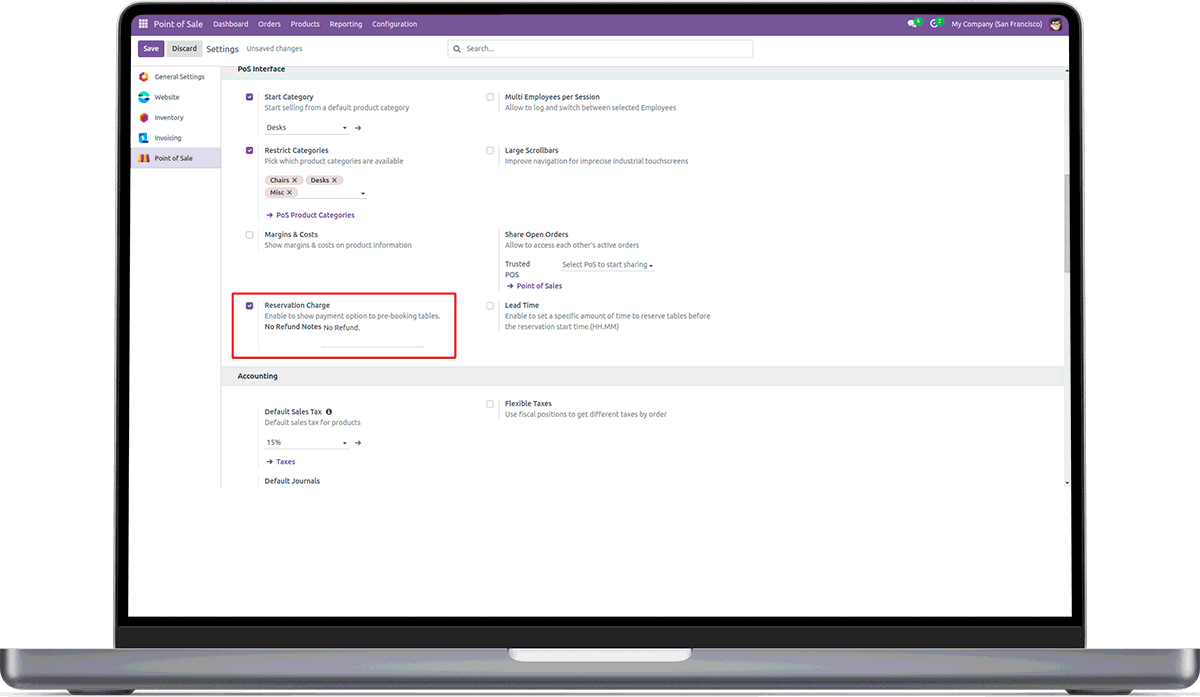 Point of Sale Dashboard Orders Products Reporting Configuration 6 2 My Company (San Francisco)
Save Discard Settings Unsaved changes Search...
General Settings
Website
Inventory
Invoicing
Point of Sale
PoS Interface
Start Category
Start selling from a default product category
Desks
Multi Employees per Session
Allow to log and switch between selected Employees
Restrict Categories
Pick which product categories are available
Chairs × Desks ×
Misc ×
→ PoS Product Categories
Large Scrollbars
Improve navigation for imprecise industrial touchscreens
Margins & Costs
Show margins & costs on product information
Share Open Orders
Allow to access each other's active orders
Trusted Select PoS to start sharing
POS
→ Point of Sales
Reservation Charge
Enable to show payment option to pre-booking tables.
No Refund Notes No Refund.
Lead Time
Enable to set a specific amount of time to reserve tables before
the reservation start time.(HH.MM)
Accounting
Default Sales Tax
Default sales tax for products
15%
→ Taxes
Flexible Taxes
Use fiscal positions to get different taxes by order
Default Journals